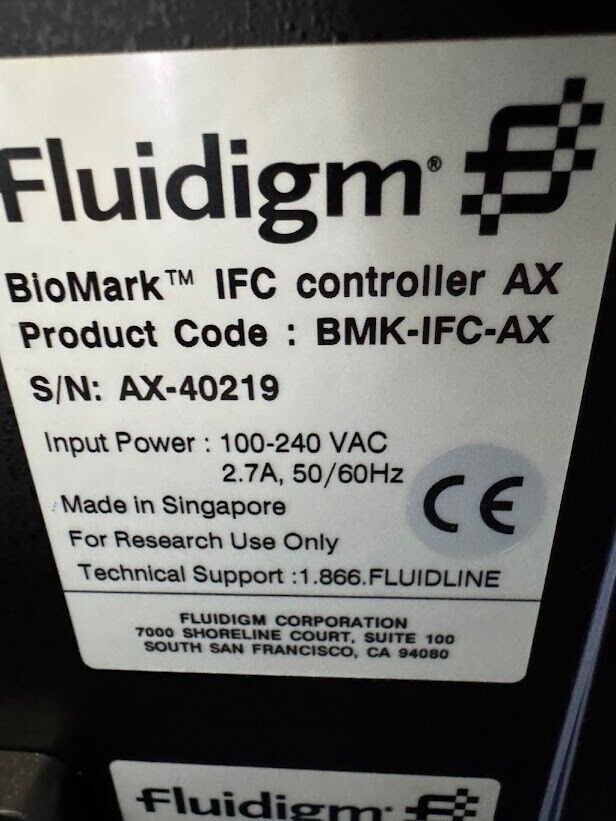 Fluidigm®
BioMark™ IFC controller AX
Product Code : BMK-IFC-AX
S/N: AX-40219
Input Power : 100-240 VAC
2.7A, 50/60Hz
CE
Made in Singapore
For Research Use Only
Technical Support :1.866.FLUIDLINE
FLUIDIGM CORPORATION
7000 SHORELINE COURT, SUITE 100
SOUTH SAN FRANCISCO, CA 94080
Fluidigm